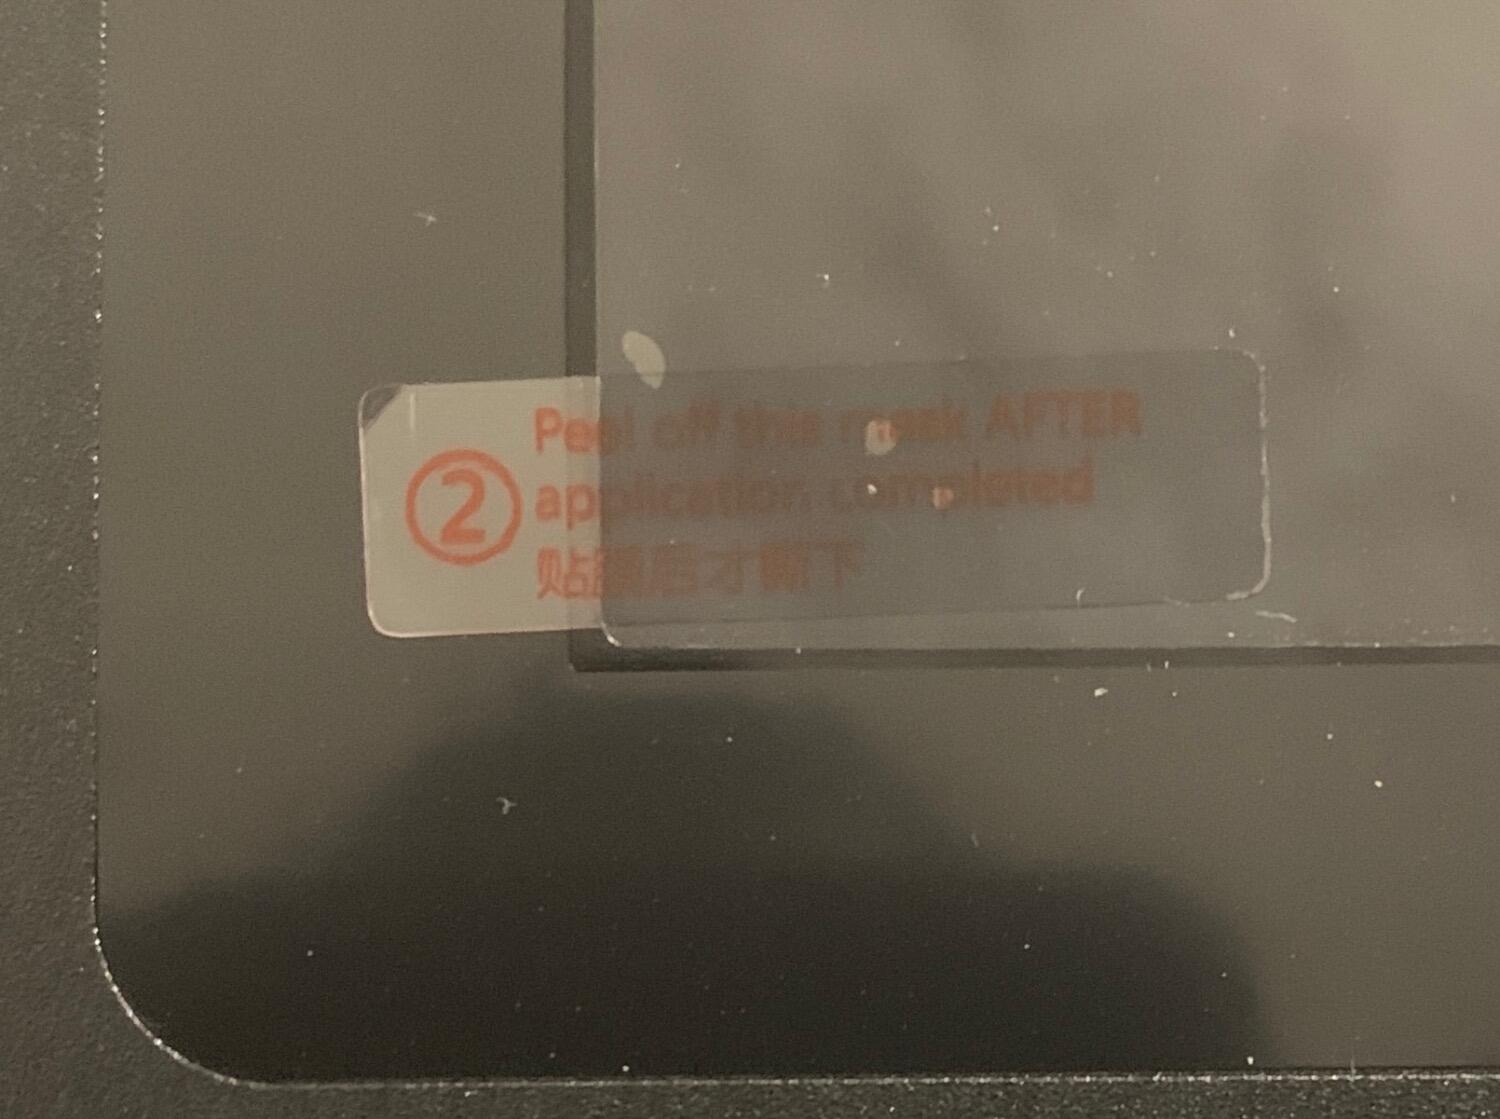 ② Peel off this mask AFTER
application completed
贴膜后才撕下